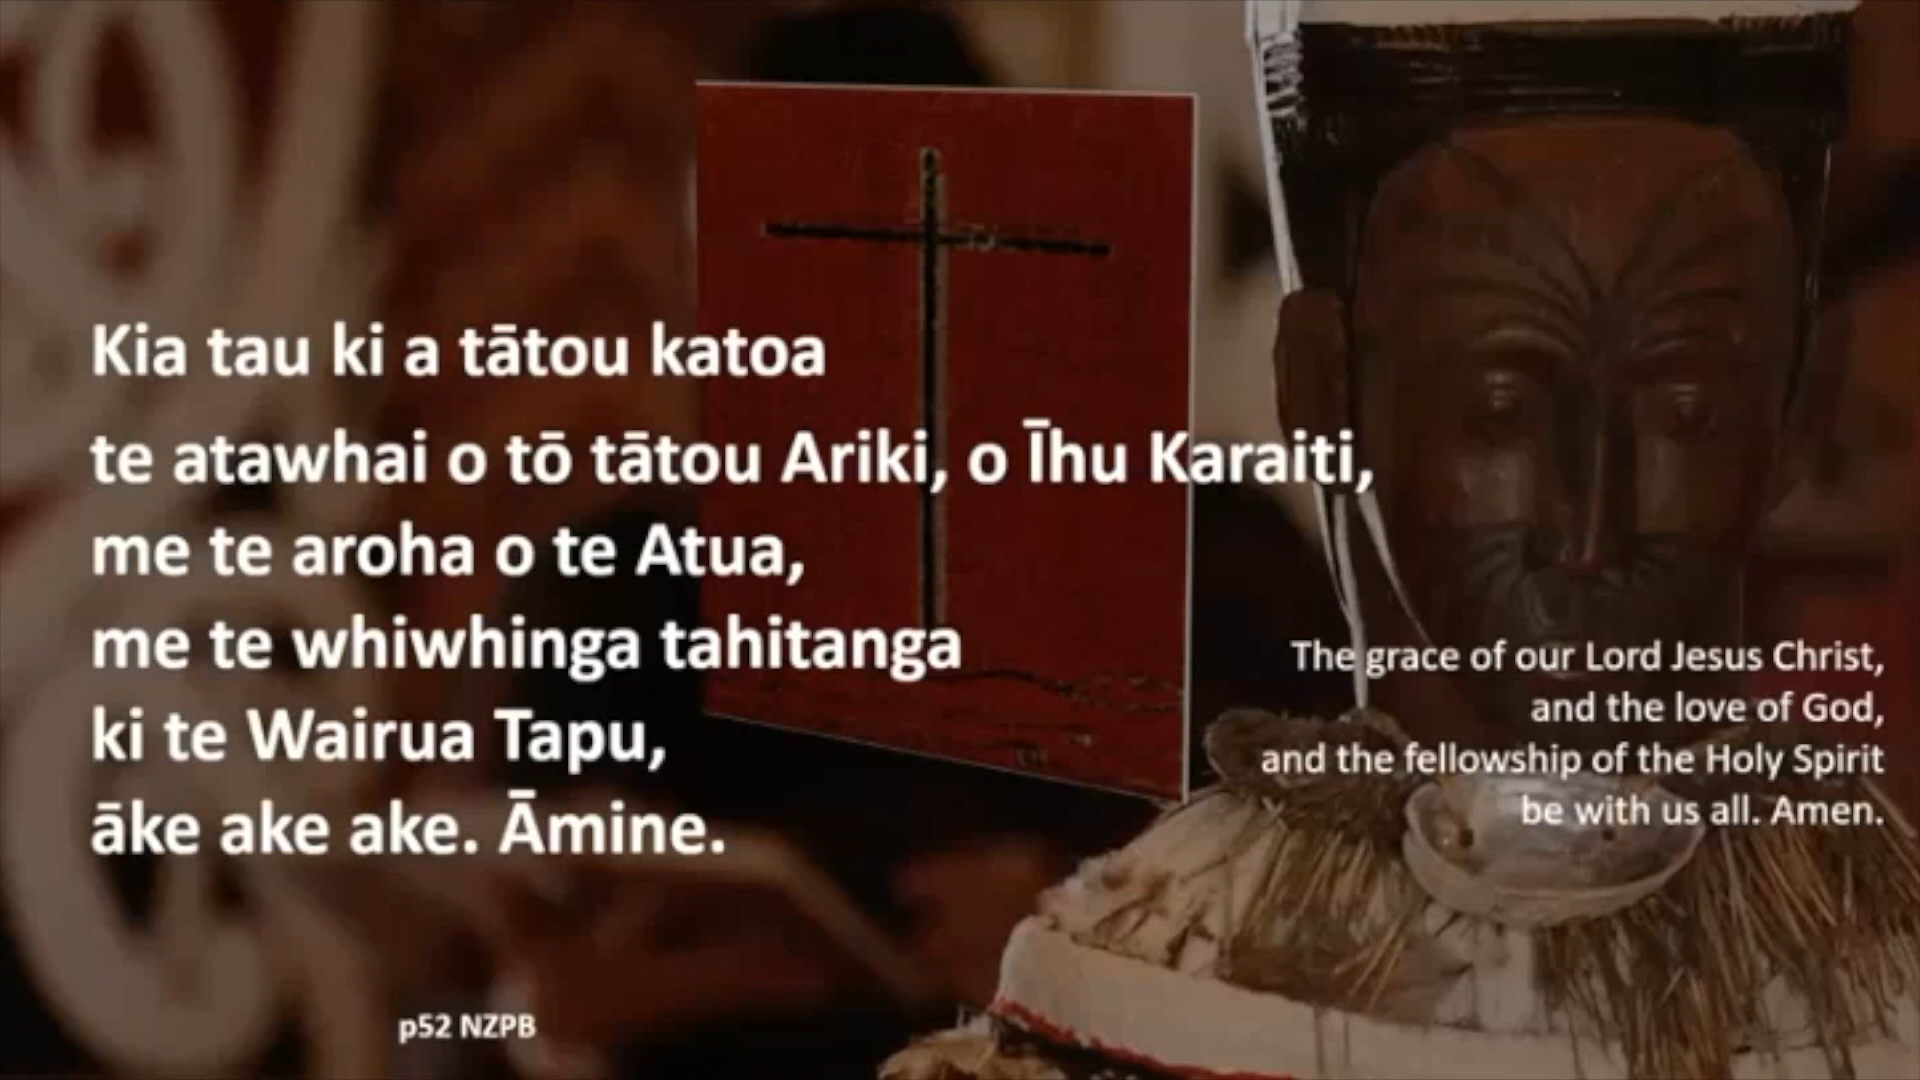 Kia tau ki a tātou katoa
te atawhai o tō tātou Ariki, o Īhu Karaiti,
me te aroha o te Atua,
me te whiwhinga tahitanga
ki te Wairua Tapu,
āke ake ake. Āmine.
The grace of our Lord Jesus Christ,
and the love of God,
and the fellowship of the Holy Spirit
be with us all. Amen.
p52 NZPB